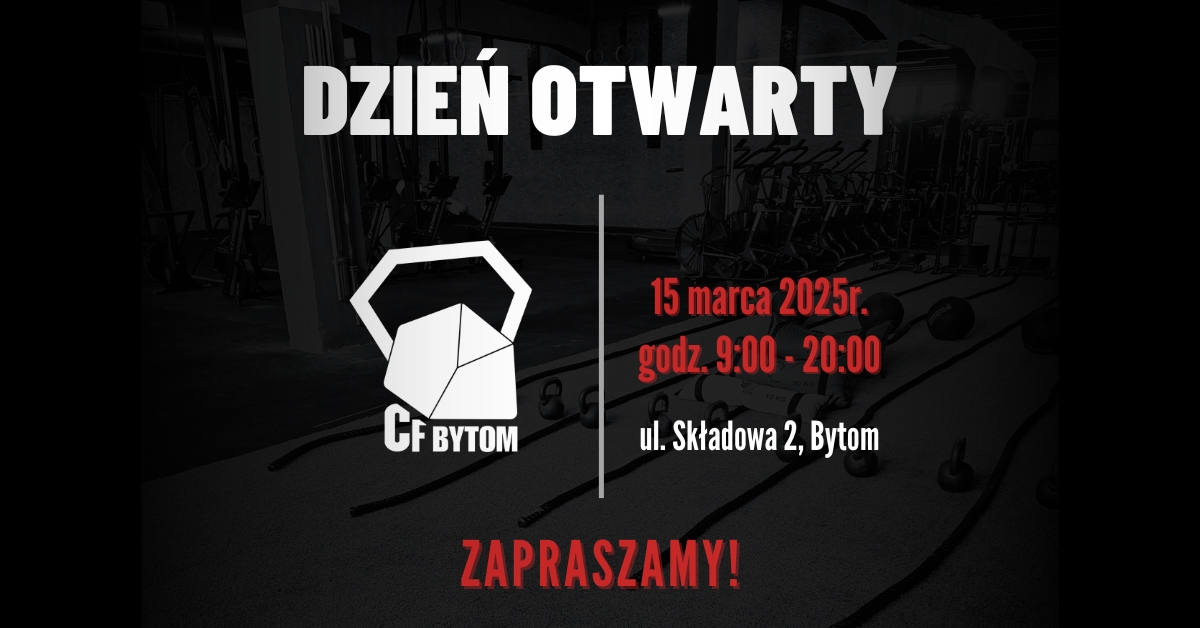 DZIEŃ OTWARTY
CF BYTOM
15 marca 2025r.
godz. 9:00 - 20:00
ul. Składowa 2, Bytom
ZAPRASZAMY!